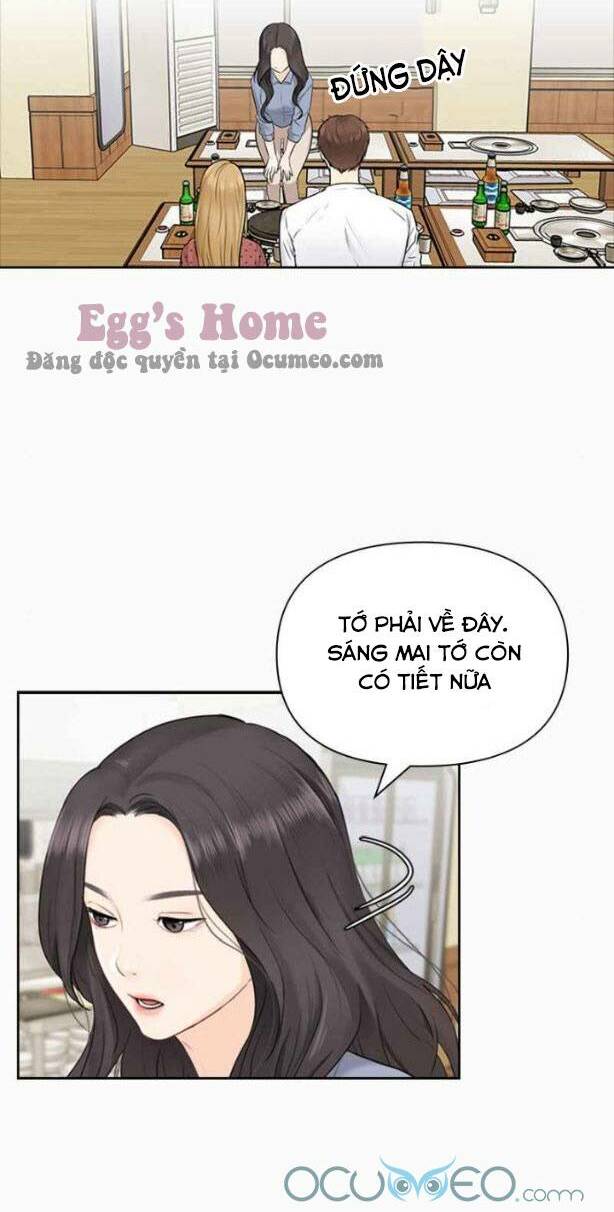 ĐỨNG DẬY
Egg's Home
Đăng độc quyền tại Ocumeo.com
TỚ PHẢI VỀ ĐÂY.
SÁNG MAI TỚ CÒN
CÓ TIẾT NỮA
OCUMEO.comm